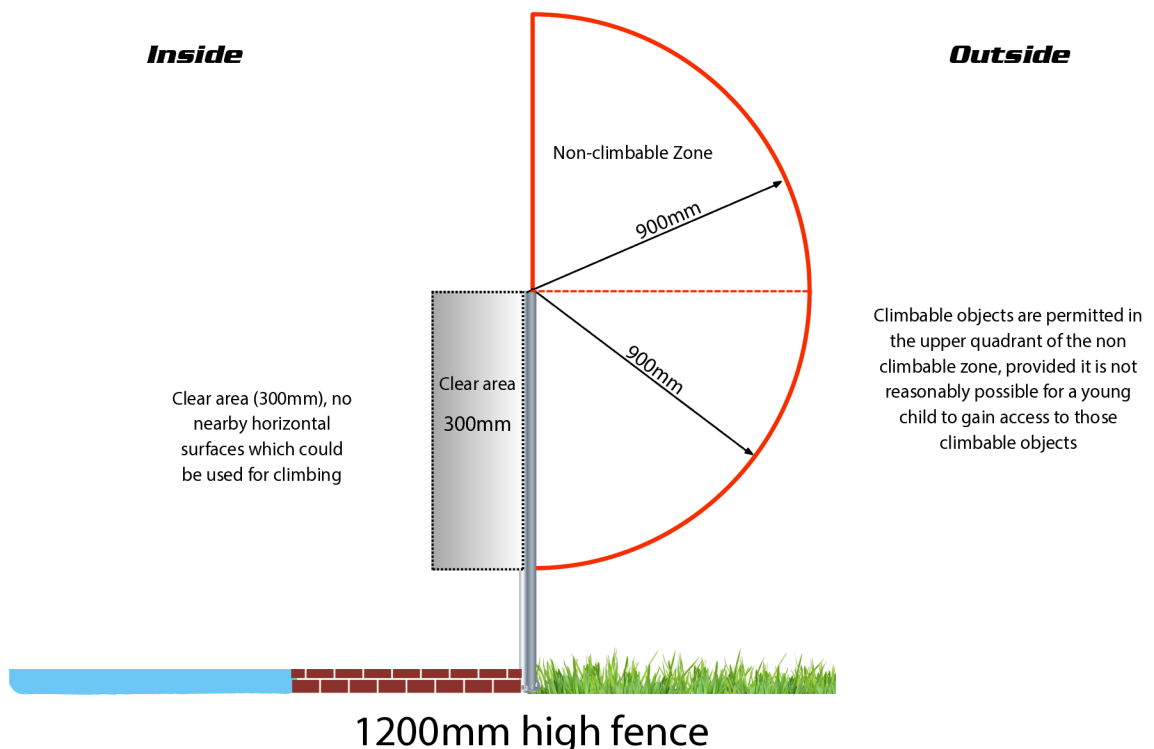 Inside
Outside
Non-climbable Zone
900mm
900mm
Clear area
300mm
Clear area (300mm), no
nearby horizontal
surfaces which could
be used for climbing
Climbable objects are permitted in
the upper quadrant of the non
climbable zone, provided it is not
reasonably possible for a young
child to gain access to those
climbable objects
1200mm high fence